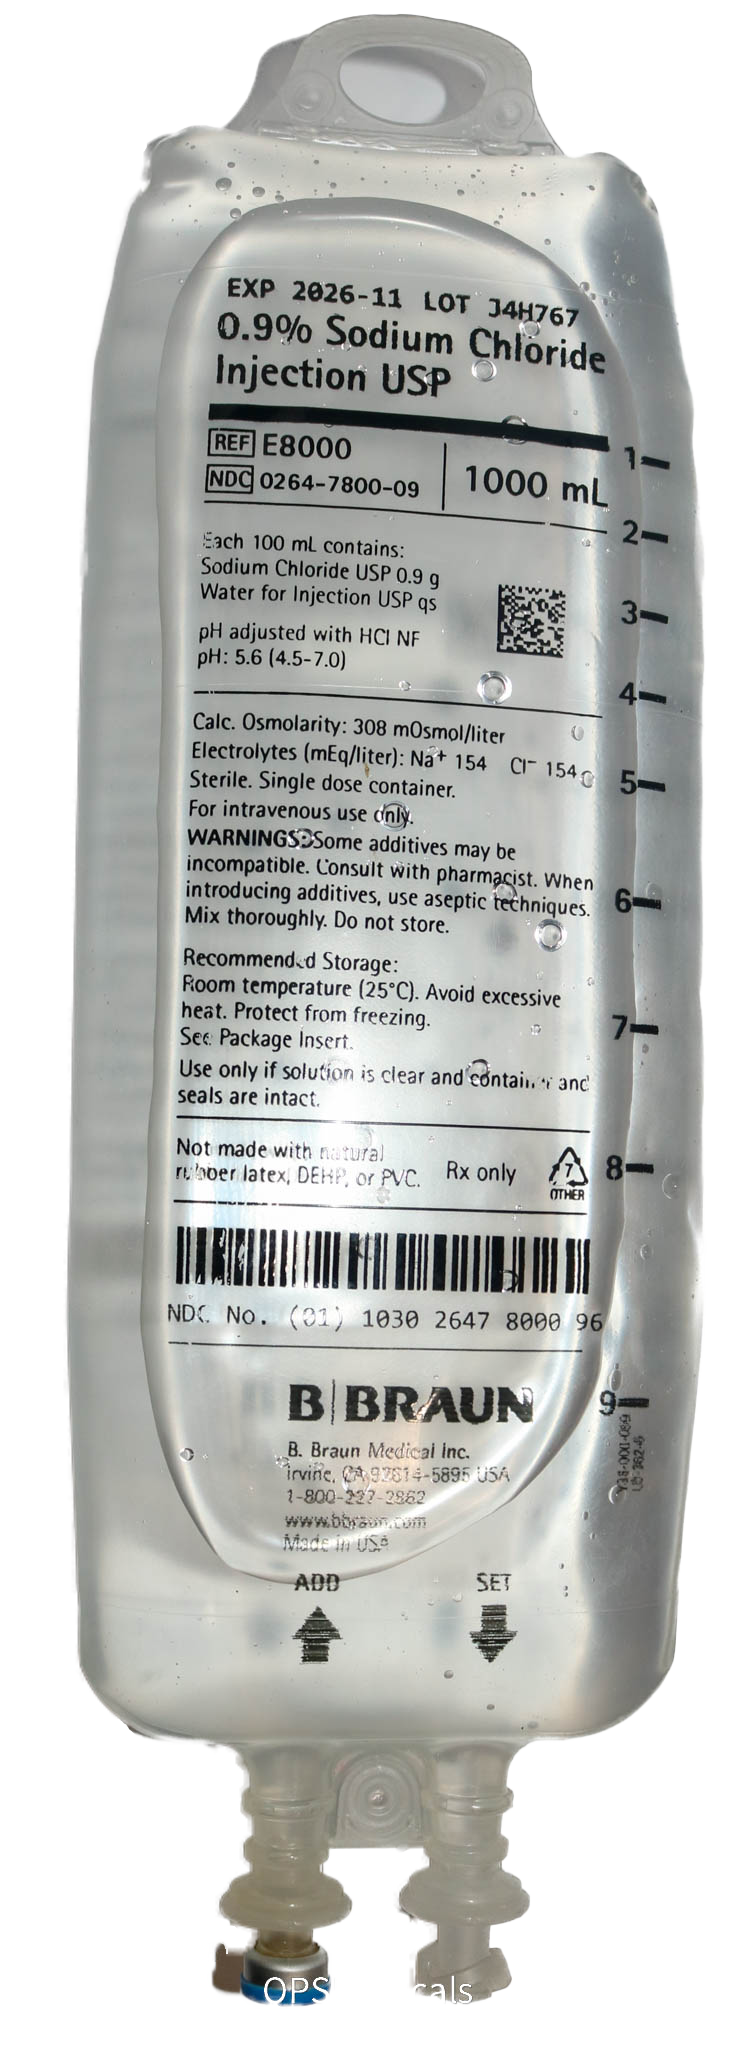 EXP 2026-11 LOT J4H767
0.9% Sodium Chloride
Injection USP
REF E8000
NDC 0264-7800-09
1000 mL
Each 100 mL contains:
Sodium Chloride USP 0.9 g
Water for Injection USP qs
pH adjusted with HCl NF
pH: 5.6 (4.5-7.0)
Calc. Osmolarity: 308 mOsmol/liter
Electrolytes (mEq/liter): Na⁺ 154 Cl⁻ 154
Sterile. Single dose container.
For intravenous use only.
WARNINGS: Some additives may be
incompatible. Consult with pharmacist. When
introducing additives, use aseptic techniques.
Mix thoroughly. Do not store.
Recommended Storage:
Room temperature (25°C). Avoid excessive
heat. Protect from freezing.
See Package Insert.
Use only if solution is clear and container and
seals are intact.
Not made with natural
rubber latex, DEHP, or PVC.
Rx only
7
OTHER
NDC No. (01) 1030 2647 8000 96
B|BRAUN
B. Braun Medical Inc.
Irvine, CA 92614-5895 USA
1-800-227-2862
www.bbraun.com
Made in USA
ADD
SET
1
2
3
4
5
6
7
8
9
OPS